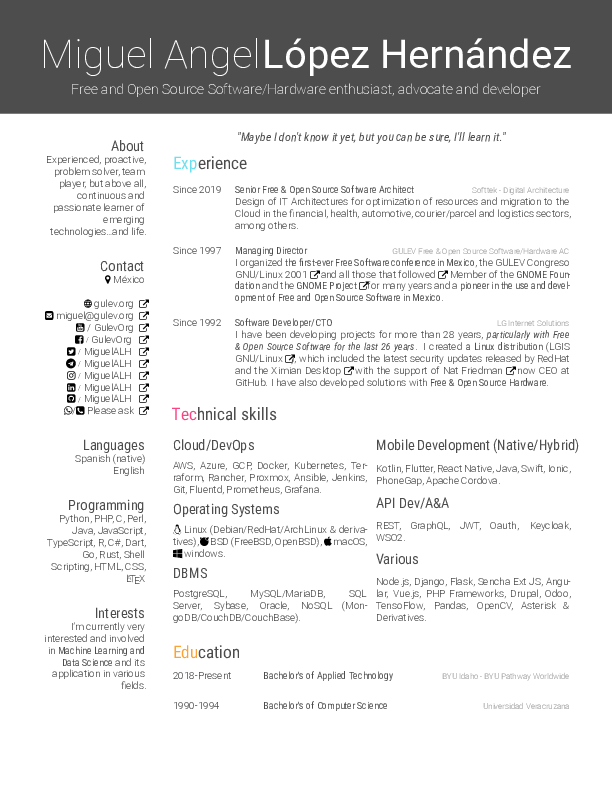 Miguel Angel López Hernández
Free and Open Source Software/Hardware enthusiast, advocate and developer
About
Experienced, proactive,
problem solver, team
player, but above all,
continuous and
passionate learner of
emerging
technologies...and life.
Contact
México
gulev.org
miguel@gulev.org
/ GulevOrg
/ GulevOrg
/ MiguelALH
/ MiguelALH
/ MiguelALH
/ MiguelALH
/ MiguelALH
/ Please ask
Languages
Spanish (native)
English
Programming
Python, PHP, C, Perl,
Java, JavaScript,
TypeScript, R, C#, Dart,
Go, Rust, Shell
Scripting, HTML, CSS,
LaTeX
Interests
I'm currently very
interested and involved
in Machine Learning and
Data Science and its
application in various
fields.
"Maybe I don't know it yet, but you can be sure, I'll learn it."
Experience
Since 2019 Senior Free & Open Source Software Architect Softtek - Digital Architecture
Design of IT Architectures for optimization of resources and migration to the
Cloud in the financial, health, automotive, courier/parcel and logistics sectors,
among others.
Since 1997 Managing Director GULEV Free & Open Source Software/Hardware AC
I organized the first-ever Free Software conference in Mexico, the GULEV Congreso
GNU/Linux 2001 and all those that followed Member of the GNOME Foun-
dation and the GNOME Project for many years and a pioneer in the use and devel-
opment of Free and Open Source Software in Mexico.
Since 1992 Software Developer/CTO LG Internet Solutions
I have been developing projects for more than 28 years, particularly with Free
& Open Source Software for the last 26 years. I created a Linux distribution (LGIS
GNU/Linux , which included the latest security updates released by RedHat
and the Ximian Desktop with the support of Nat Friedman now CEO at
GitHub. I have also developed solutions with Free & Open Source Hardware.
Technical skills
Cloud/DevOps
AWS, Azure, GCP, Docker, Kubernetes, Ter-
raform, Rancher, Proxmox, Ansible, Jenkins,
Git, Fluentd, Prometheus, Grafana.
Operating Systems
Linux (Debian/RedHat/ArchLinux & deriva-
tives), BSD (FreeBSD, OpenBSD), macOS,
windows.
DBMS
PostgreSQL, MySQL/MariaDB, SQL
Server, Sybase, Oracle, NoSQL (Mon-
goDB/CouchDB/CouchBase).
Mobile Development (Native/Hybrid)
Kotlin, Flutter, React Native, Java, Swift, Ionic,
PhoneGap, Apache Cordova.
API Dev/A&A
REST, GraphQL, JWT, Oauth, Keycloak,
WSO2.
Various
Node.js, Django, Flask, Sencha Ext JS, Angu-
lar, Vue.js, PHP Frameworks, Drupal, Odoo,
TensorFlow, Pandas, OpenCV, Asterisk &
Derivatives.
Education
2018-Present Bachelor's of Applied Technology BYU Idaho - BYU Pathway Worldwide
1990-1994 Bachelor's of Computer Science Universidad Veracruzana